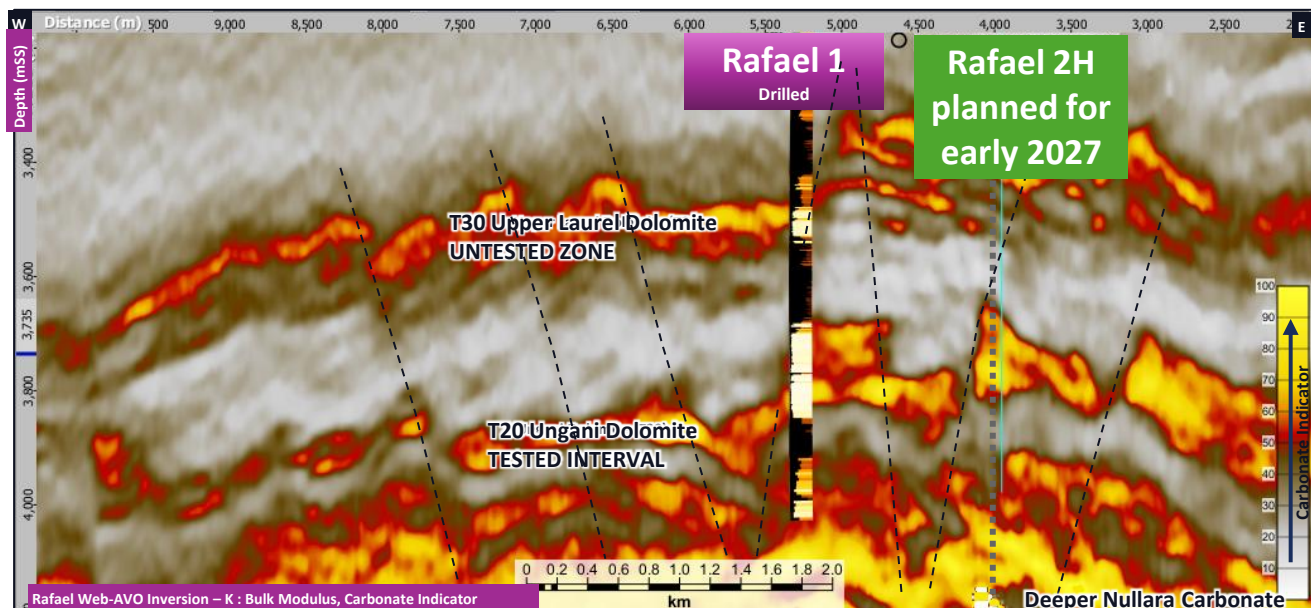 W
Distance (m)
500
9,000
8,500
8,000
7,500
7,000
6,500
6,000
5,500
5,000
4,500
4,000
3,500
3,000
2,500
E
Depth (mSS)
Rafael 1
Drilled
Rafael 2H
planned for
early 2027
3,400
T30 Upper Laurel Dolomite
UNTESTED ZONE
3,600
3,735
3,800
T20 Ungani Dolomite
TESTED INTERVAL
4,000
100
90
80
70
60
50
40
30
20
10
Carbonate Indicator
0 0.2 0.4 0.6 0.8 1.0 1.2 1.4 1.6 1.8 2.0
km
Rafael Web-AVO Inversion – K : Bulk Modulus, Carbonate Indicator
Deeper Nullara Carbonate